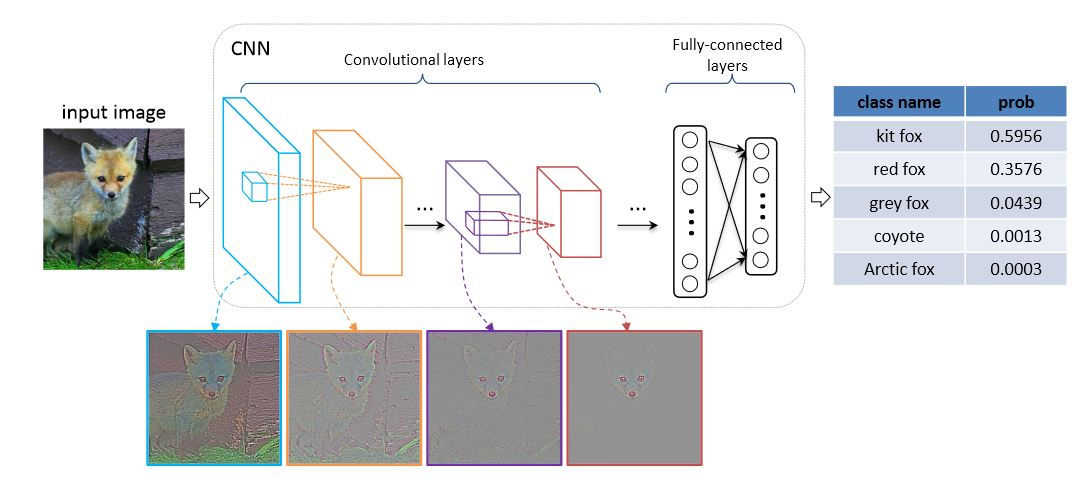 CNN
Convolutional layers
Fully-connected
layers
input image
...
...
class name prob
kit fox 0.5956
red fox 0.3576
grey fox 0.0439
coyote 0.0013
Arctic fox 0.0003